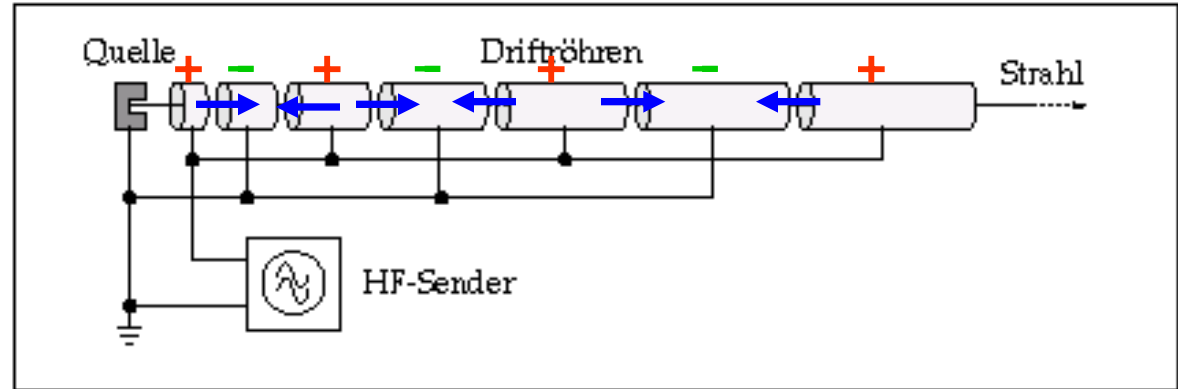 Quelle
Driftröhren
+ − + − + − +
Strahl
HF-Sender